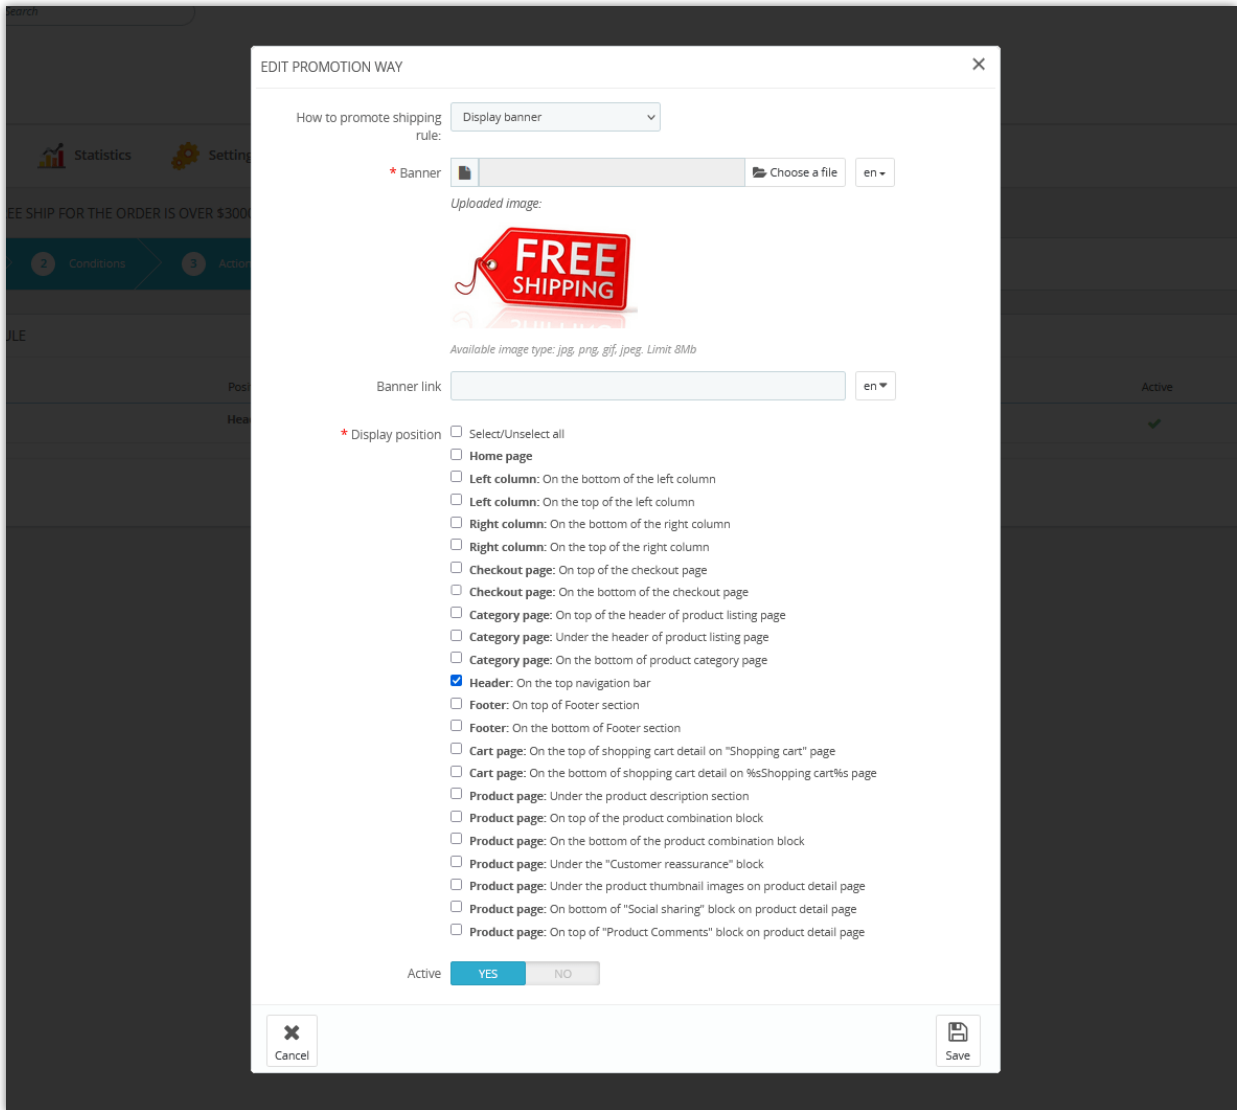 Search
EDIT PROMOTION WAY
How to promote shipping
rule:
Display banner
Statistics
* Banner
Choose a file
en
Uploaded image:
EE SHIP FOR THE ORDER IS OVER $300
2 Conditions
3
FREE
SHIPPING
Available image type: jpg, png, gif, jpeg. Limit 8Mb
Banner link
en
Active
* Display position
Select/Unselect all
Home page
Left column: On the bottom of the left column
Left column: On the top of the left column
Right column: On the bottom of the right column
Right column: On the top of the right column
Checkout page: On top of the checkout page
Checkout page: On the bottom of the checkout page
Category page: On top of the header of product listing page
Category page: Under the header of product listing page
Category page: On the bottom of product category page
Header: On the top navigation bar
Footer: On top of Footer section
Footer: On the bottom of Footer section
Cart page: On the top of shopping cart detail on "Shopping cart" page
Cart page: On the bottom of shopping cart detail on %sShopping cart%s page
Product page: Under the product description section
Product page: On top of the product combination block
Product page: On the bottom of the product combination block
Product page: Under the "Customer reassurance" block
Product page: Under the product thumbnail images on product detail page
Product page: On bottom of "Social sharing" block on product detail page
Product page: On top of "Product Comments" block on product detail page
Active
YES
NO
Cancel
Save